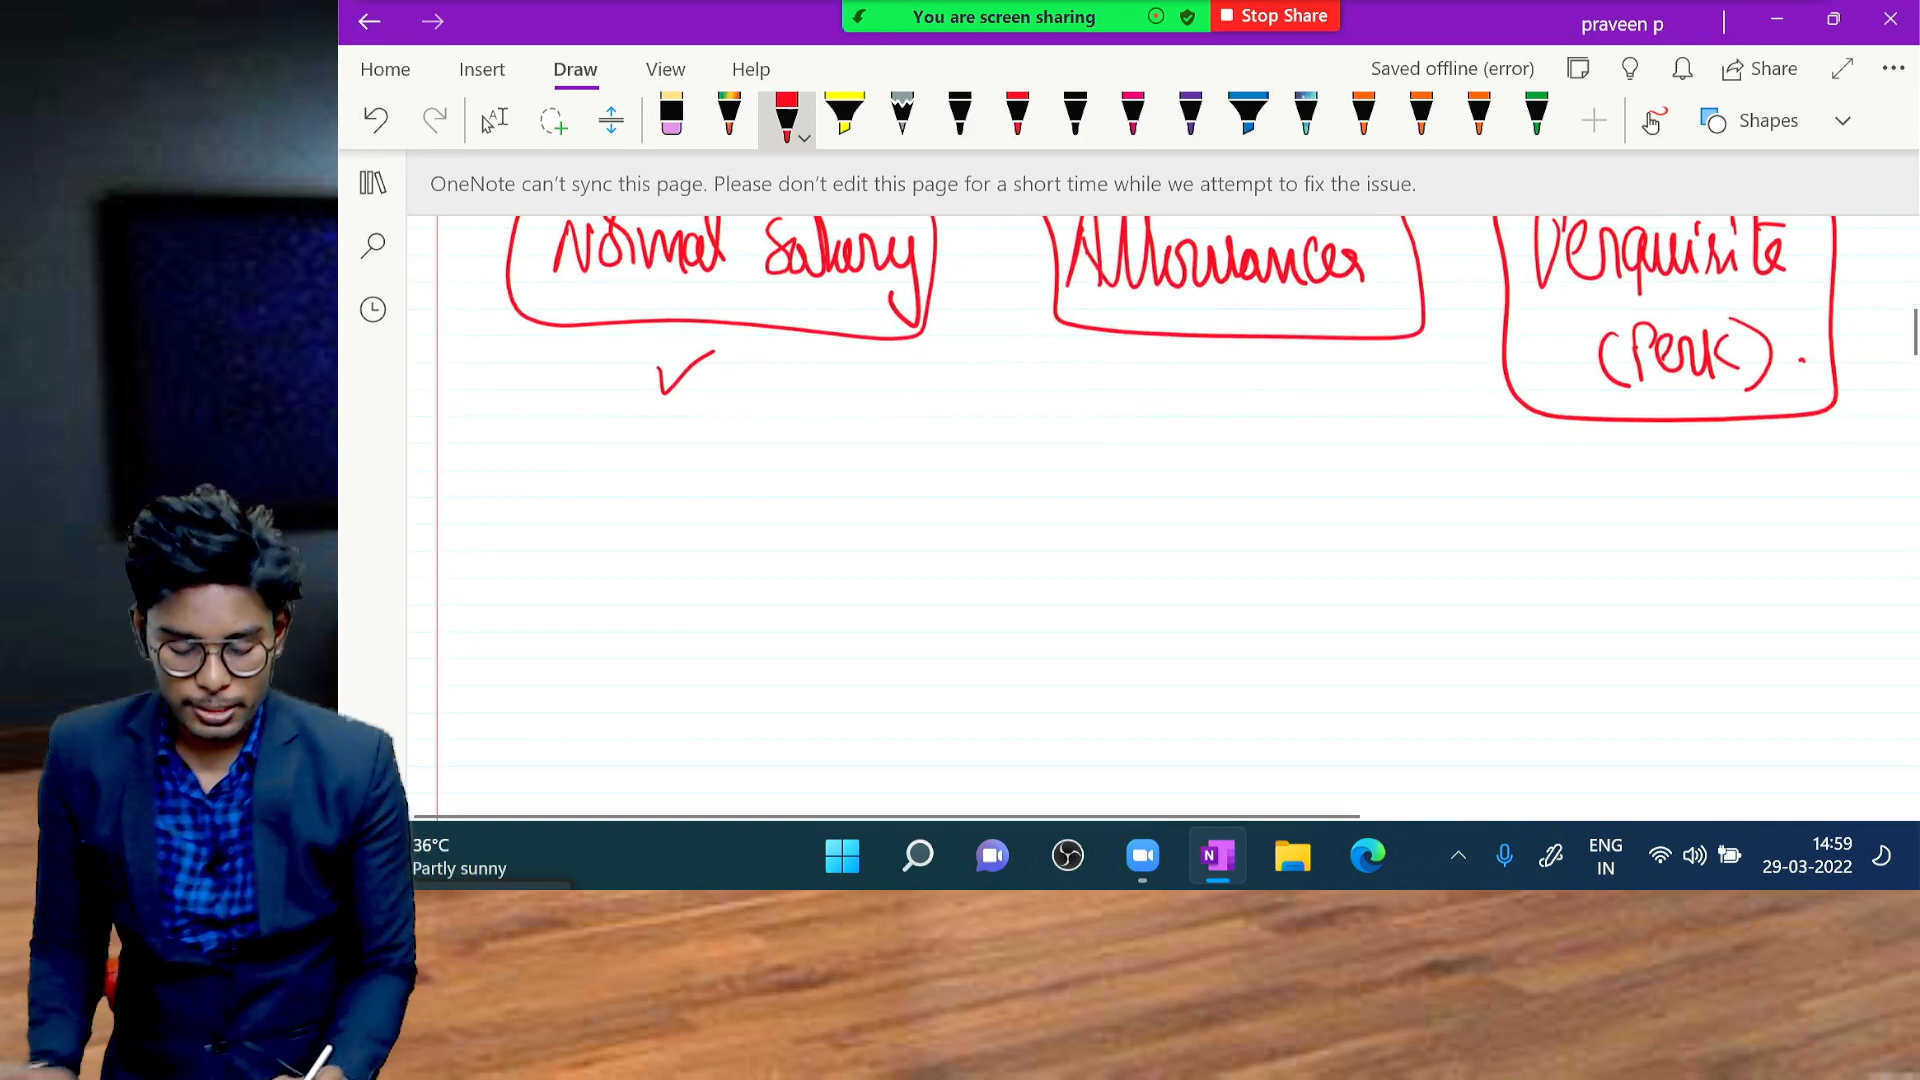 You are screen sharing
Stop Share
praveen p
Home Insert Draw View Help
Saved offline (error)
Share
Shapes
OneNote can't sync this page. Please don't edit this page for a short time while we attempt to fix the issue.
Normal Salary
Allowances
Perquisite
(Perk).
36°C
Partly sunny
ENG
IN
14:59
29-03-2022